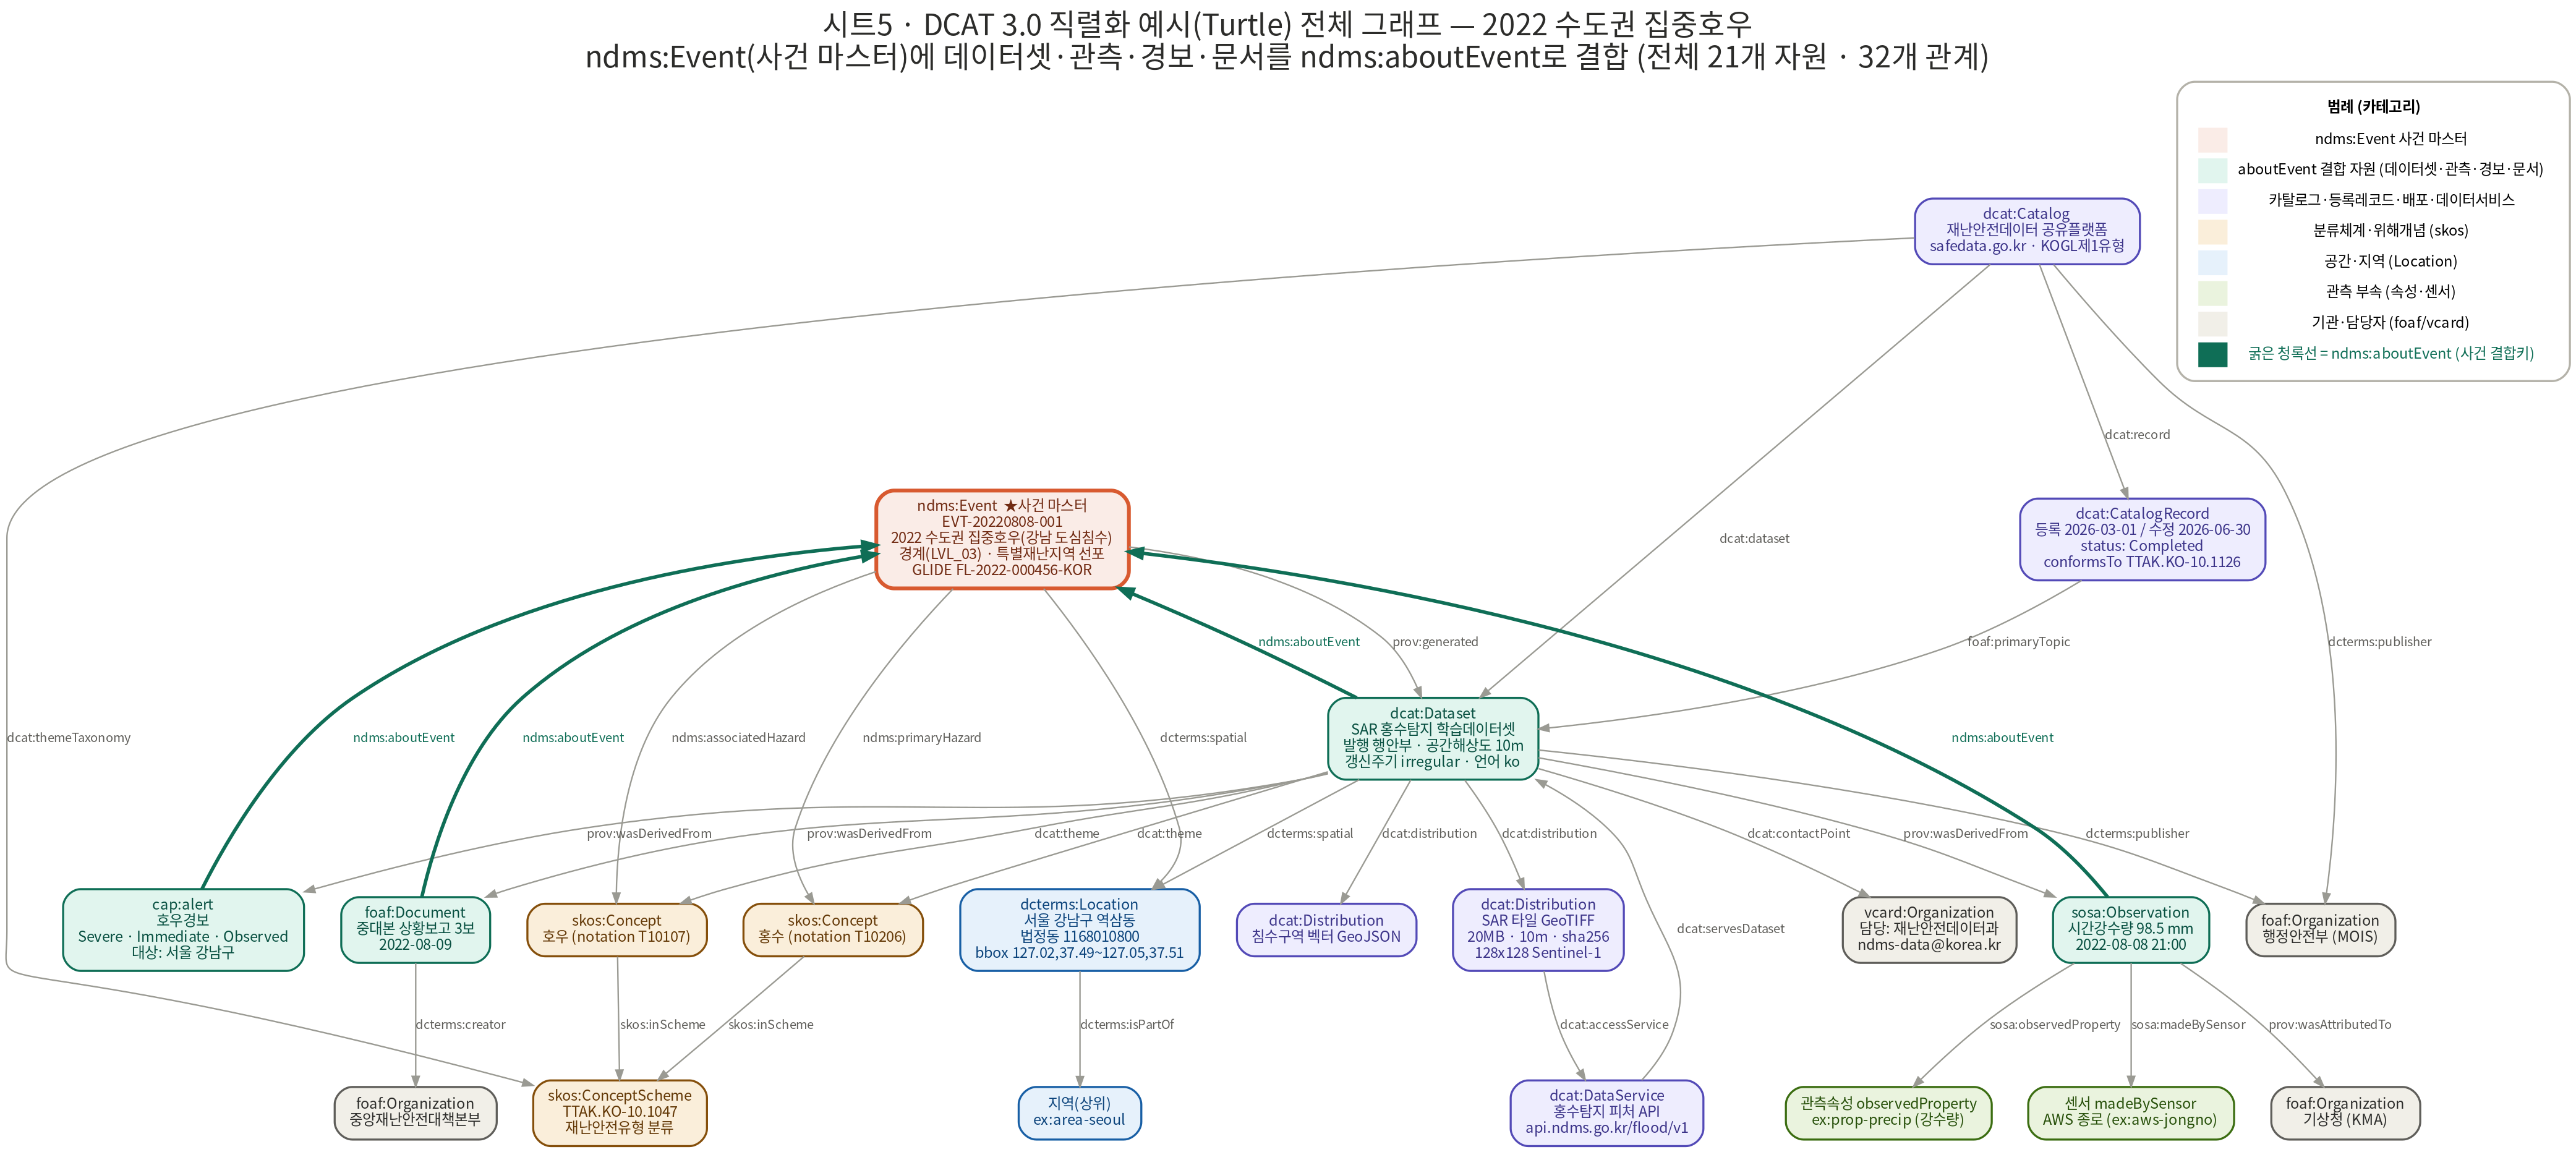 시트5 · DCAT 3.0 직렬화 예시(Turtle) 전체 그래프 — 2022 수도권 집중호우
ndms:Event(사건 마스터)에 데이터셋·관측·경보·문서를 ndms:aboutEvent로 결합 (전체 21개 자원 · 32개 관계)
범례 (카테고리)
ndms:Event 사건 마스터
aboutEvent 결합 자원 (데이터셋·관측·경보·문서)
카탈로그·등록레코드·배포·데이터서비스
분류체계·위해개념 (skos)
공간·지역 (Location)
관측 부속 (속성·센서)
기관·담당자 (foaf/vcard)
굵은 청록선 = ndms:aboutEvent (사건 결합키)
dcat:Catalog
재난안전데이터 공유플랫폼
safedata.go.kr · KOGL제1유형
dcat:record
ndms:Event ★사건 마스터
EVT-20220808-001
2022 수도권 집중호우(강남 도심침수)
경계(LVL_03) · 특별재난지역 선포
GLIDE FL-2022-000456-KOR
dcat:dataset
dcat:CatalogRecord
등록 2026-03-01 / 수정 2026-06-30
status: Completed
conformsTo TTAK.KO-10.1126
ndms:aboutEvent
prov:generated
foaf:primaryTopic
dcterms:publisher
dcat:themeTaxonomy
ndms:aboutEvent
ndms:aboutEvent
ndms:associatedHazard
ndms:primaryHazard
dcterms:spatial
dcat:Dataset
SAR 홍수탐지 학습데이터셋
발행 행안부 · 공간해상도 10m
갱신주기 irregular · 언어 ko
ndms:aboutEvent
prov:wasDerivedFrom
prov:wasDerivedFrom
dcat:theme
dcat:theme
dcterms:spatial
dcat:distribution
dcat:distribution
dcat:contactPoint
prov:wasDerivedFrom
dcterms:publisher
cap:alert
호우경보
Severe · Immediate · Observed
대상: 서울 강남구
foaf:Document
중대본 상황보고 3보
2022-08-09
skos:Concept
호우 (notation T10107)
skos:Concept
홍수 (notation T10206)
dcterms:Location
서울 강남구 역삼동
법정동 1168010800
bbox 127.02,37.49~127.05,37.51
dcat:Distribution
침수구역 벡터 GeoJSON
dcat:Distribution
SAR 타일 GeoTIFF
20MB · 10m · sha256
128x128 Sentinel-1
dcat:servesDataset
vcard:Organization
담당: 재난안전데이터과
ndms-data@korea.kr
sosa:Observation
시간강수량 98.5 mm
2022-08-08 21:00
foaf:Organization
행정안전부 (MOIS)
dcterms:creator
skos:inScheme
skos:inScheme
dcterms:isPartOf
dcat:accessService
sosa:observedProperty
sosa:madeBySensor
prov:wasAttributedTo
foaf:Organization
중앙재난안전대책본부
skos:ConceptScheme
TTAK.KO-10.1047
재난안전유형 분류
지역(상위)
ex:area-seoul
dcat:DataService
홍수탐지 피처 API
api.ndms.go.kr/flood/v1
관측속성 observedProperty
ex:prop-precip (강수량)
센서 madeBySensor
AWS 종로 (ex:aws-jongno)
foaf:Organization
기상청 (KMA)